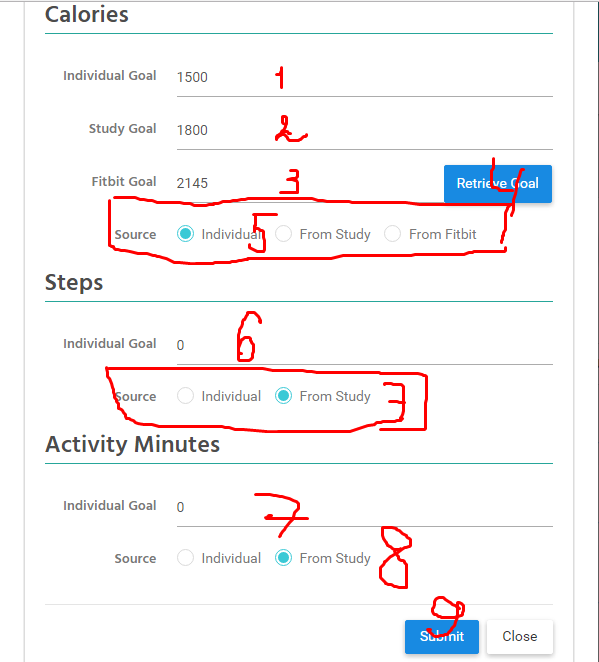 Calories
Individual Goal 1500 1
Study Goal 1800 2
Fitbit Goal 2145 3 Retrieve Goal 4
Source Individual 5 From Study From Fitbit
Steps
Individual Goal 0 6
Source Individual From Study 3
Activity Minutes
Individual Goal 0 7
Source Individual From Study 8
9
Submit Close